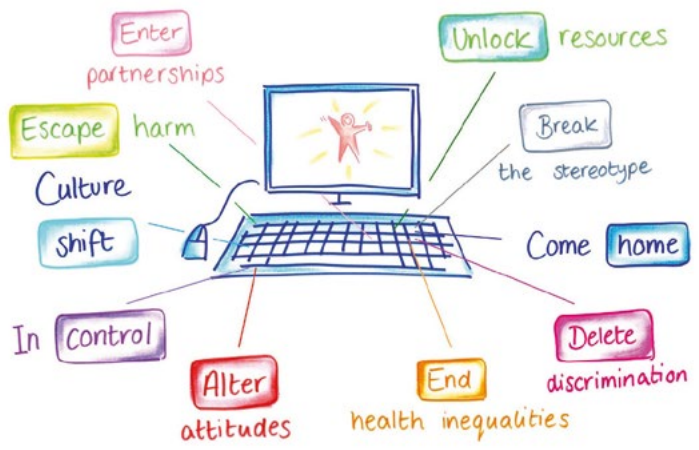 Enter
partnerships
Unlock resources
Escape harm
Break
the stereotype
Culture
shift
Come home
In Control
Delete
discrimination
Alter
attitudes
End
health inequalities